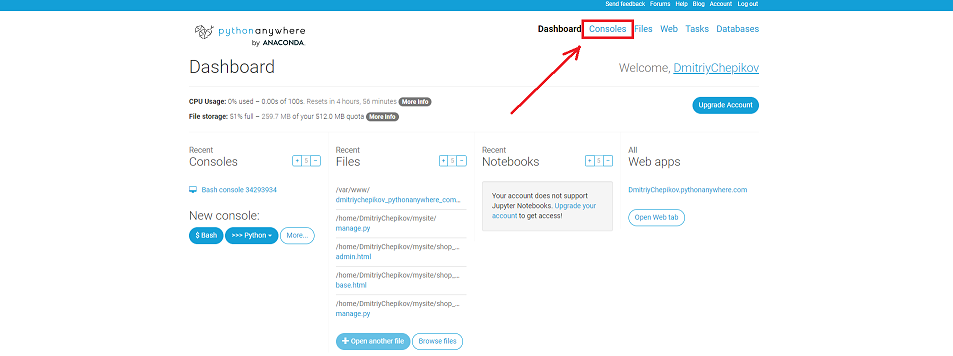 Send feedback Forums Help Blog Account Log out
pythonanywhere
by ANACONDA.
Dashboard Consoles Files Web Tasks Databases
Dashboard
Welcome, DmitriyChepikov
CPU Usage: 0% used – 0.00s of 100s. Resets in 4 hours, 56 minutes More Info
File storage: 51% full – 259.7 MB of your 512.0 MB quota More Info
Upgrade Account
Recent
Consoles
+ 5 −
Bash console 34293934
New console:
$ Bash >>> Python More...
Recent
Files
+ 5 −
/var/www/
dmitriychepikov_pythonanywhere_com...
/home/DmitriyChepikov/mysite/
manage.py
/home/DmitriyChepikov/mysite/shop_...
admin.html
/home/DmitriyChepikov/mysite/shop_...
base.html
/home/DmitriyChepikov/mysite/shop_...
manage.py
+ Open another file Browse files
Recent
Notebooks
+ 5 −
Your account does not support
Jupyter Notebooks. Upgrade your
account to get access!
All
Web apps
DmitriyChepikov.pythonanywhere.com
Open Web tab